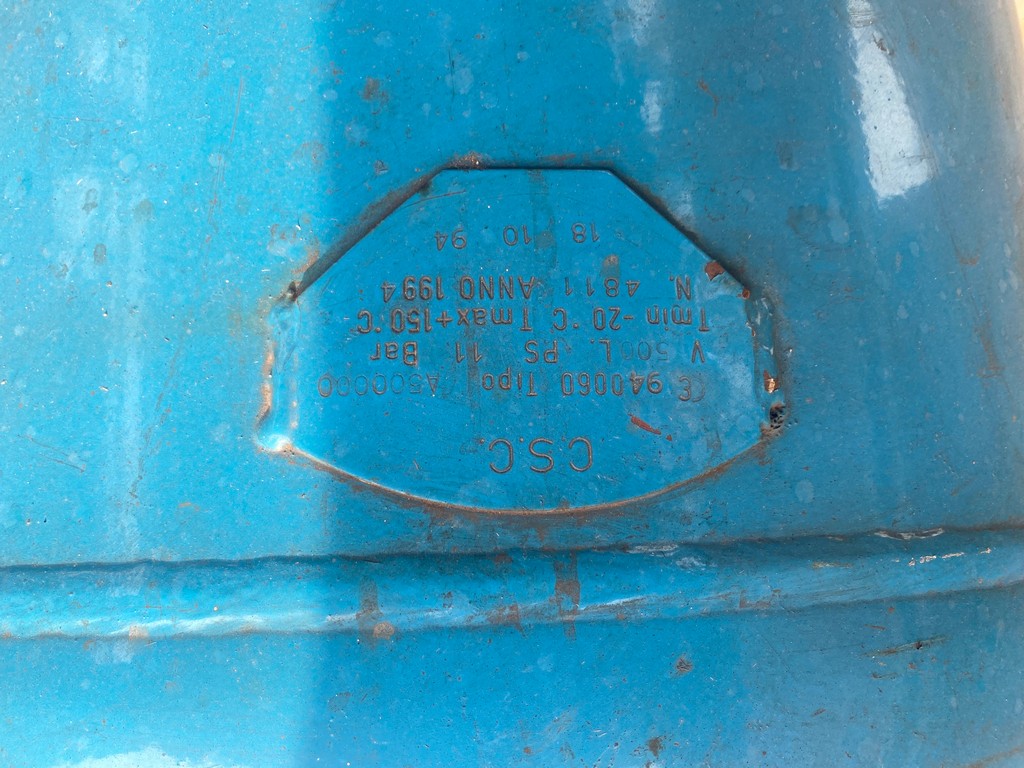 C.S.C.
CE 940060 Tipo A500000
V 500 L. PS 11 Bar
Tmin -20 °C Tmax+150°C
N. 4811 ANNO 1994
18 10 94